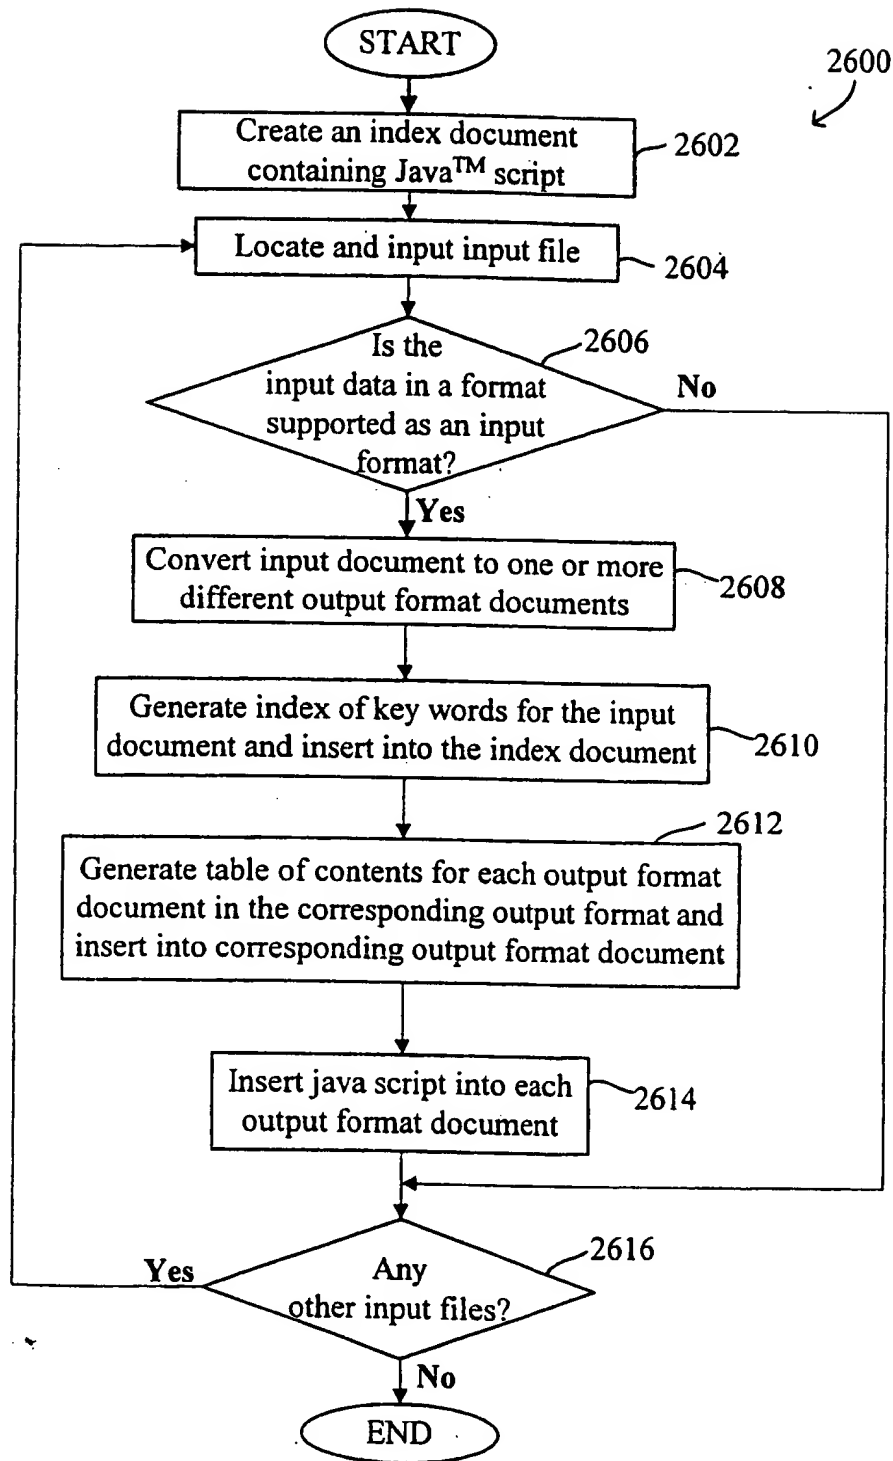 START
2600
Create an index document
containing Java™ script
2602
Locate and input input file
2604
Is the
input data in a format
supported as an input
format?
2606
No
Yes
Convert input document to one or more
different output format documents
2608
Generate index of key words for the input
document and insert into the index document
2610
2612
Generate table of contents for each output format
document in the corresponding output format and
insert into corresponding output format document
Insert java script into each
output format document
2614
2616
Yes
Any
other input files?
No
END